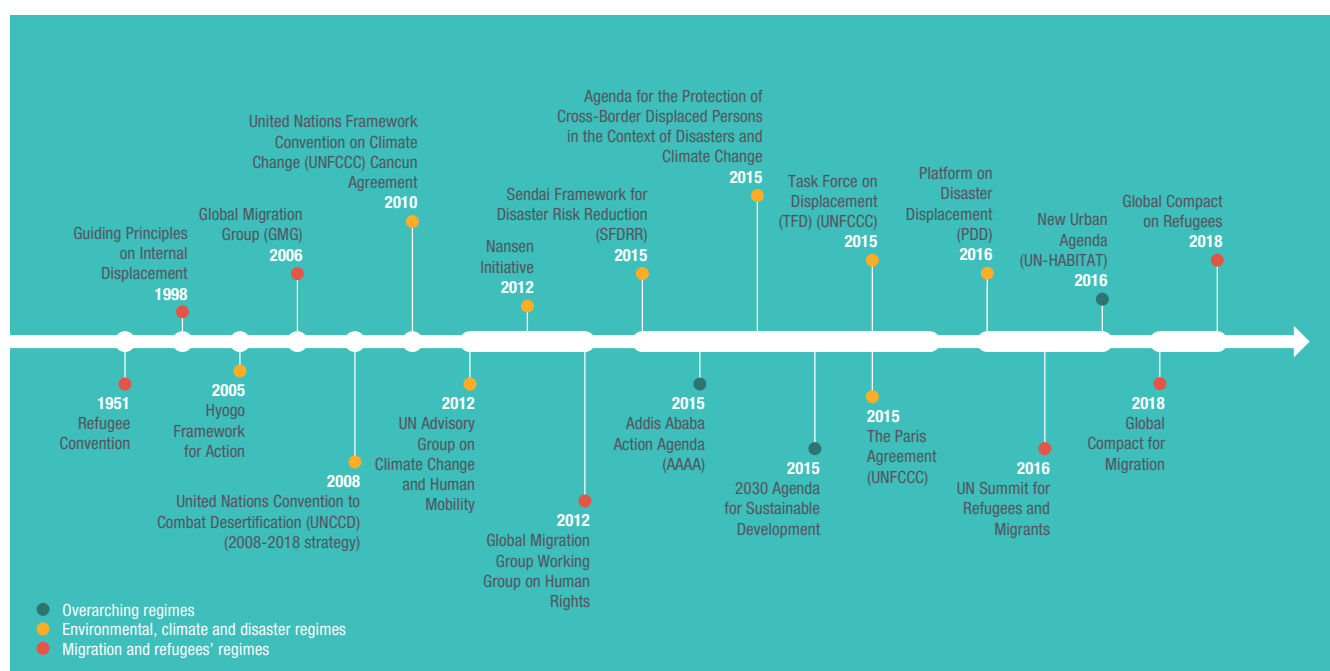 Guiding Principles
on Internal
Displacement
1998
Global Migration
Group (GMG)
2006
United Nations Framework
Convention on Climate
Change (UNFCCC) Cancun
Agreement
2010
Nansen
Initiative
2012
Sendai Framework for
Disaster Risk Reduction
(SFDRR)
2015
Agenda for the Protection of
Cross-Border Displaced Persons
in the Context of Disasters and
Climate Change
2015
Task Force on
Displacement
(TFD) (UNFCCC)
2015
Platform on
Disaster
Displacement
(PDD)
2016
New Urban
Agenda
(UN-HABITAT)
2016
Global Compact
on Refugees
2018
1951
Refugee
Convention
2005
Hyogo
Framework
for Action
2008
United Nations Convention to
Combat Desertification (UNCCD)
(2008-2018 strategy)
2012
UN Advisory
Group on
Climate Change
and Human
Mobility
2012
Global Migration
Group Working
Group on Human
Rights
2015
Addis Ababa
Action Agenda
(AAAA)
2015
2030 Agenda
for Sustainable
Development
2015
The Paris
Agreement
(UNFCCC)
2016
UN Summit for
Refugees and
Migrants
2018
Global
Compact for
Migration
Overarching regimes
Environmental, climate and disaster regimes
Migration and refugees' regimes